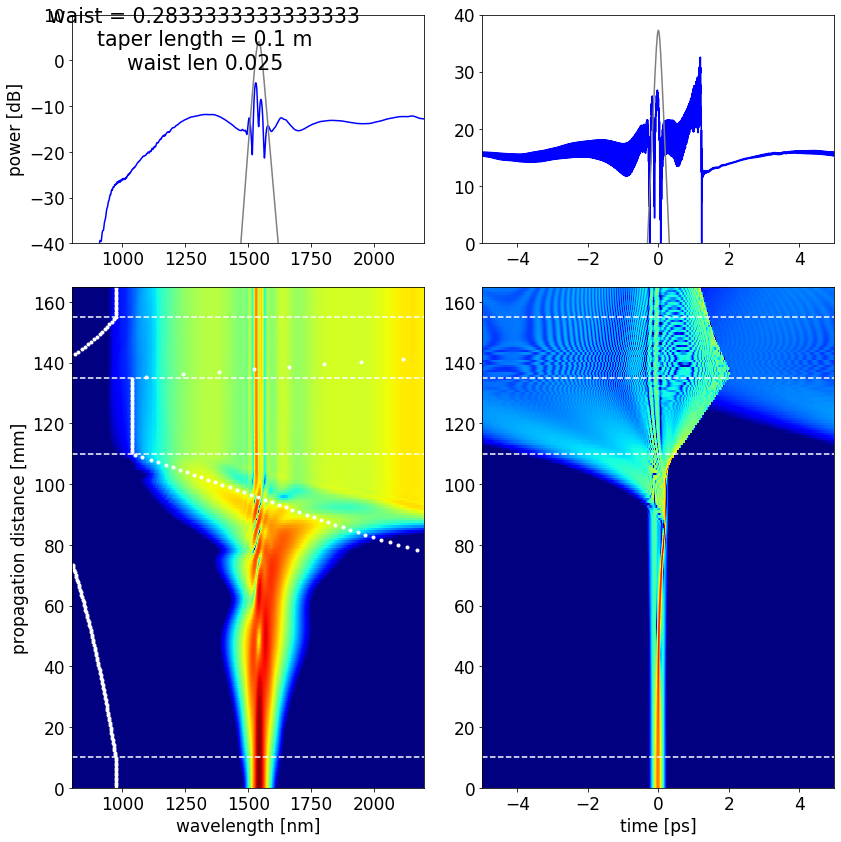 waist = 0.2833333333333333
taper length = 0.1 m
waist len 0.025
power [dB]
10
0
−10
−20
−30
−40
1000 1250 1500 1750 2000
40
30
20
10
0
−4 −2 0 2 4
propagation distance [mm]
160
140
120
100
80
60
40
20
0
1000 1250 1500 1750 2000
wavelength [nm]
160
140
120
100
80
60
40
20
0
−4 −2 0 2 4
time [ps]